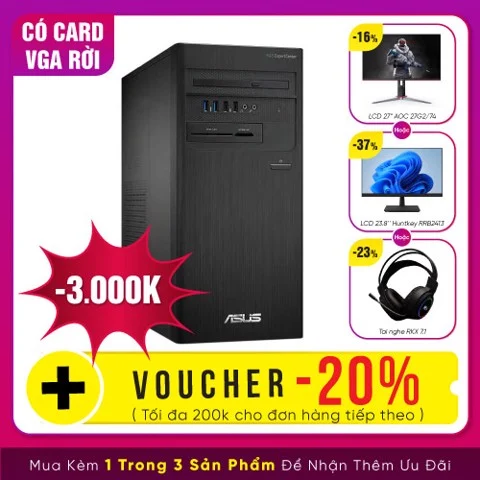 CÓ CARD
VGA RỜI
-16%
LCD 27" AOC 27G2/74
Hoặc
-37%
LCD 23.8" Huntkey RRB2413
Hoặc
-23%
Tai nghe RKX 7.1
ASUS
-3.000K
+ VOUCHER -20%
( Tối đa 200k cho đơn hàng tiếp theo )
Mua Kèm 1 Trong 3 Sản Phẩm Để Nhận Thêm Ưu Đãi